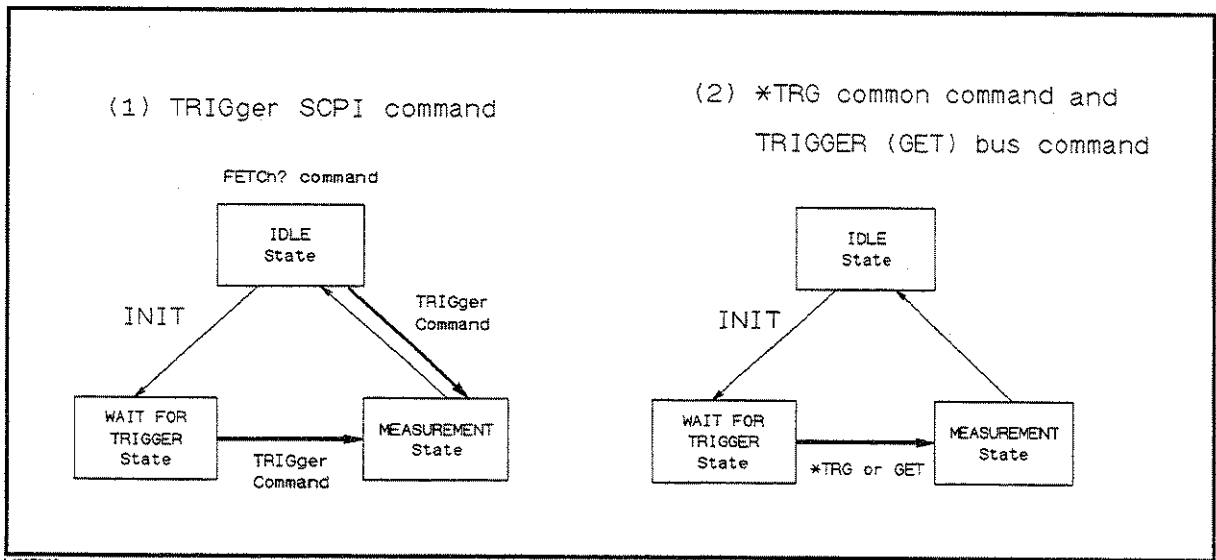 (1) TRIGger SCPI command
FETCh? command
IDLE
State
INIT
TRIGger
Command
WAIT FOR
TRIGGER
State
TRIGger
Command
MEASUREMENT
State
(2) *TRG common command and
TRIGGER (GET) bus command
IDLE
State
INIT
WAIT FOR
TRIGGER
State
*TRG or GET
MEASUREMENT
State